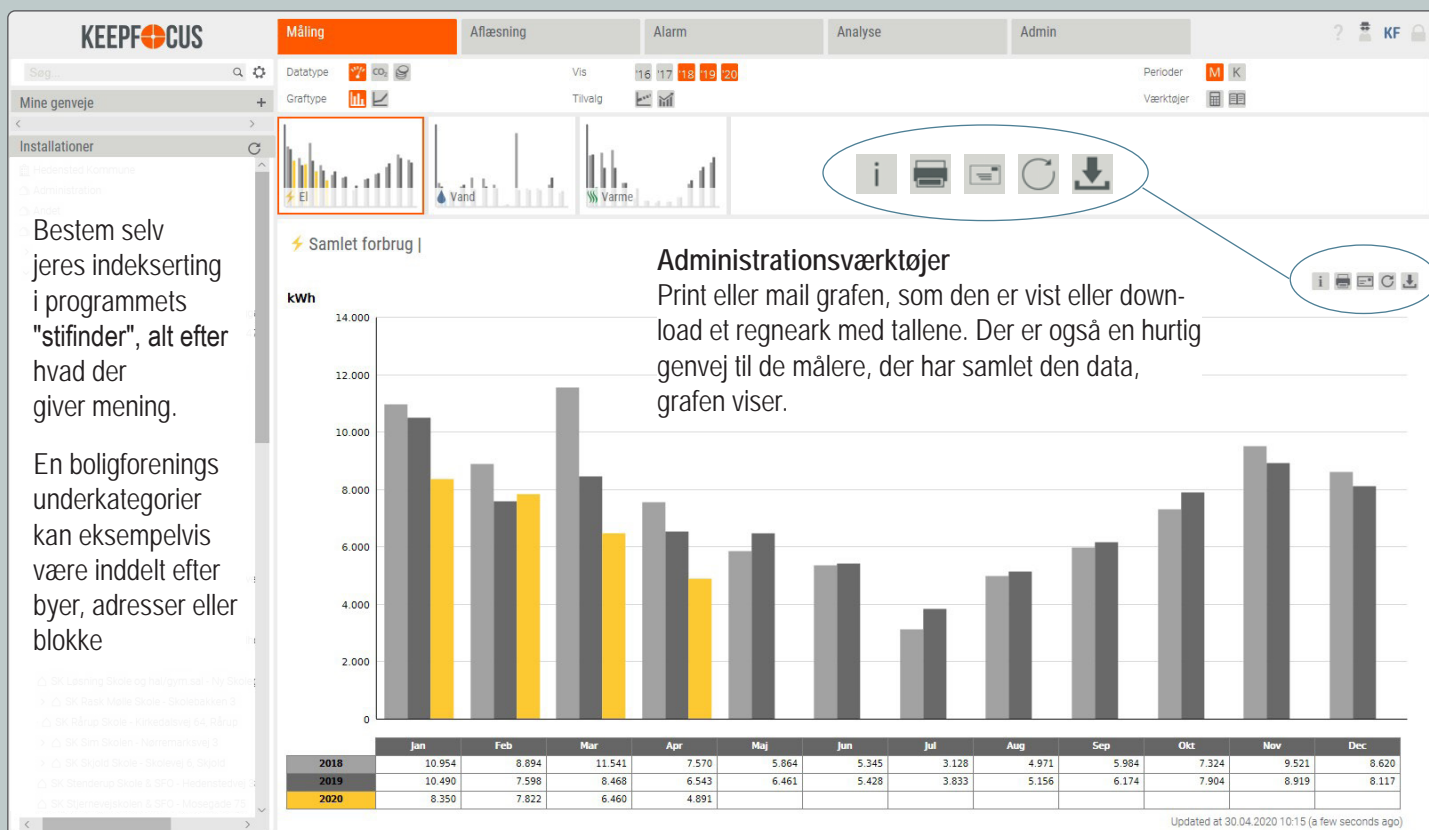 KEEPFOCUS
Måling
Aflæsning
Alarm
Analyse
Admin
?
KF
Søg...
Datatype
CO₂
Vis
'16 '17 '18 '19 '20
Perioder
M K
Mine genveje
+
Graftype
Tilvalg
Værktøjer
<
>
Installationer
Hedensted Kommune
Administration
El
Vand
Varme
i
Bestem selv
jeres indekserting
i programmets
"stifinder", alt efter
hvad der
giver mening.
En boligforenings
underkategorier
kan eksempelvis
være inddelt efter
byer, adresser eller
blokke
Samlet forbrug |
Administrationsværktøjer
Print eller mail grafen, som den er vist eller down-
load et regneark med tallene. Der er også en hurtig
genvej til de målere, der har samlet den data,
grafen viser.
i
kWh
14.000
12.000
10.000
8.000
6.000
4.000
2.000
0
Jan Feb Mar Apr Maj Jun Jul Aug Sep Okt Nov Dec
2018 10.954 8.894 11.541 7.570 5.864 5.345 3.128 4.971 5.984 7.324 9.521 8.620
2019 10.490 7.598 8.468 6.543 6.461 5.428 3.833 5.156 6.174 7.904 8.919 8.117
2020 8.350 7.822 6.460 4.891
Updated at 30.04.2020 10:15 (a few seconds ago)